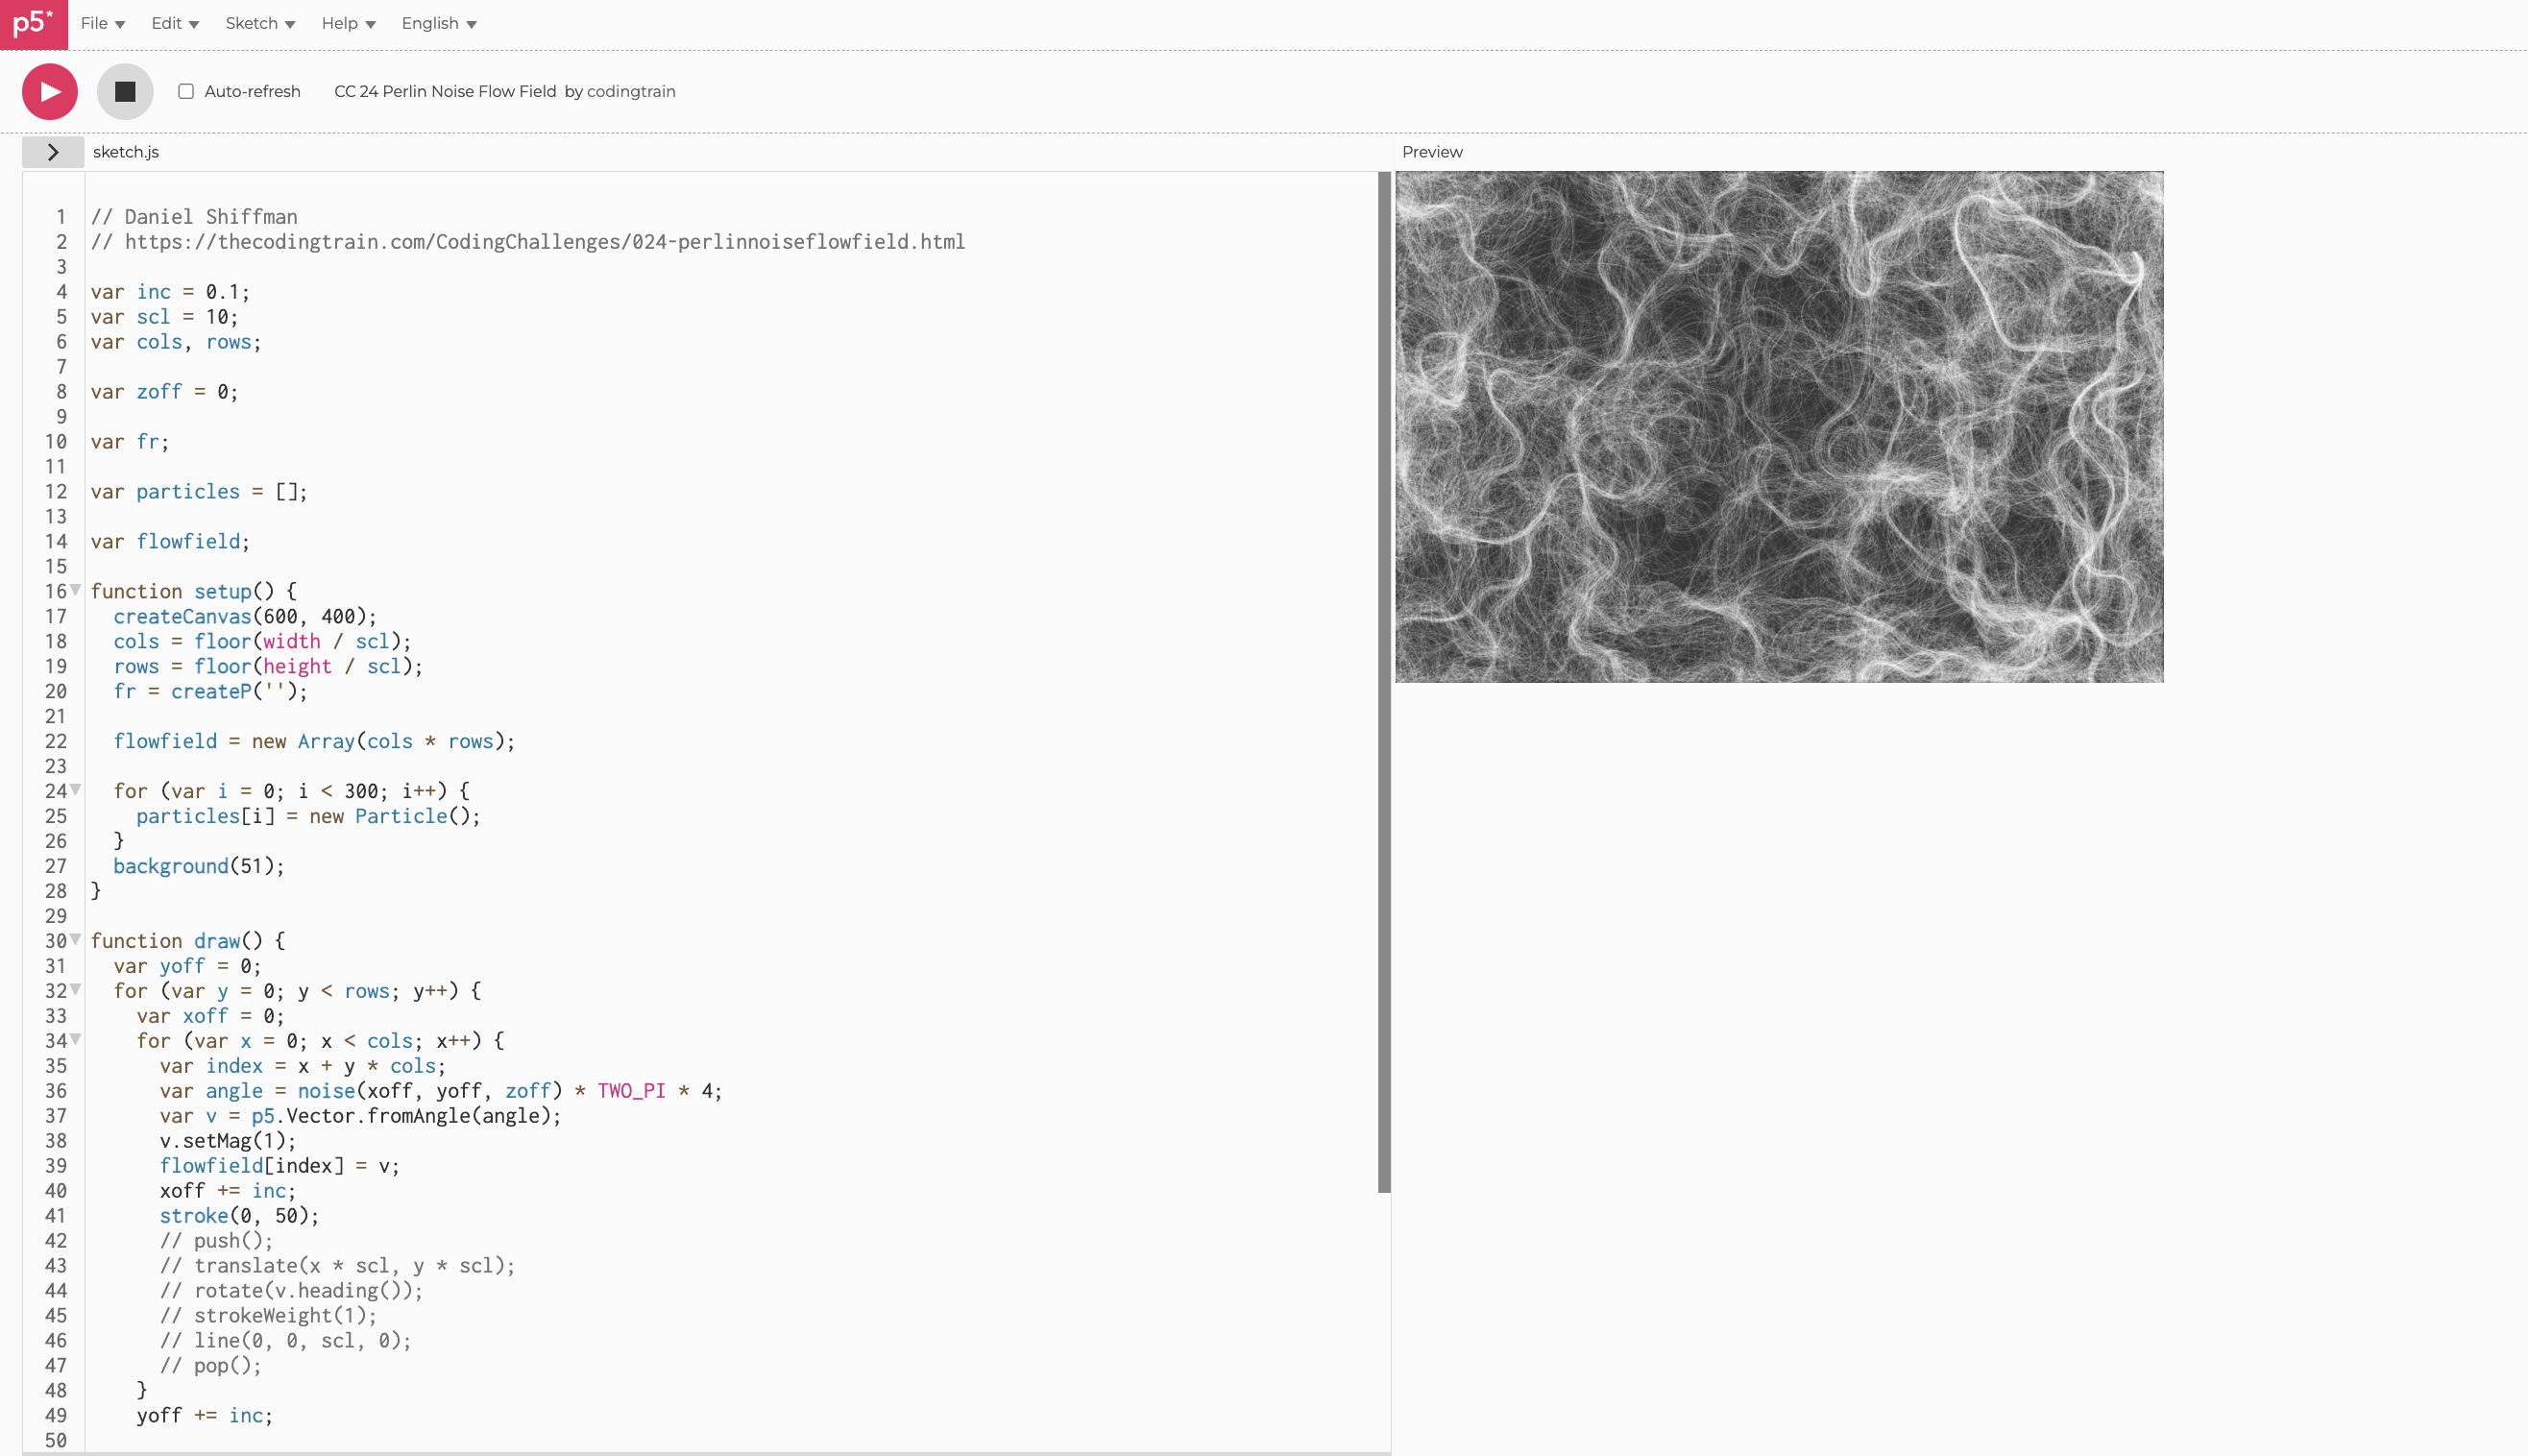 p5* File Edit Sketch Help English
Auto-refresh CC 24 Perlin Noise Flow Field by codingtrain
sketch.js
Preview
1 // Daniel Shiffman
2 // https://thecodingtrain.com/CodingChallenges/024-perlinnoiseflowfield.html
3
4 var inc = 0.1;
5 var scl = 10;
6 var cols, rows;
7
8 var zoff = 0;
9
10 var fr;
11
12 var particles = [];
13
14 var flowfield;
15
16 function setup() {
17   createCanvas(600, 400);
18   cols = floor(width / scl);
19   rows = floor(height / scl);
20   fr = createP('');
21
22   flowfield = new Array(cols * rows);
23
24   for (var i = 0; i < 300; i++) {
25     particles[i] = new Particle();
26   }
27   background(51);
28 }
29
30 function draw() {
31   var yoff = 0;
32   for (var y = 0; y < rows; y++) {
33     var xoff = 0;
34     for (var x = 0; x < cols; x++) {
35       var index = x + y * cols;
36       var angle = noise(xoff, yoff, zoff) * TWO_PI * 4;
37       var v = p5.Vector.fromAngle(angle);
38       v.setMag(1);
39       flowfield[index] = v;
40       xoff += inc;
41       stroke(0, 50);
42       // push();
43       // translate(x * scl, y * scl);
44       // rotate(v.heading());
45       // strokeWeight(1);
46       // line(0, 0, scl, 0);
47       // pop();
48     }
49     yoff += inc;
50